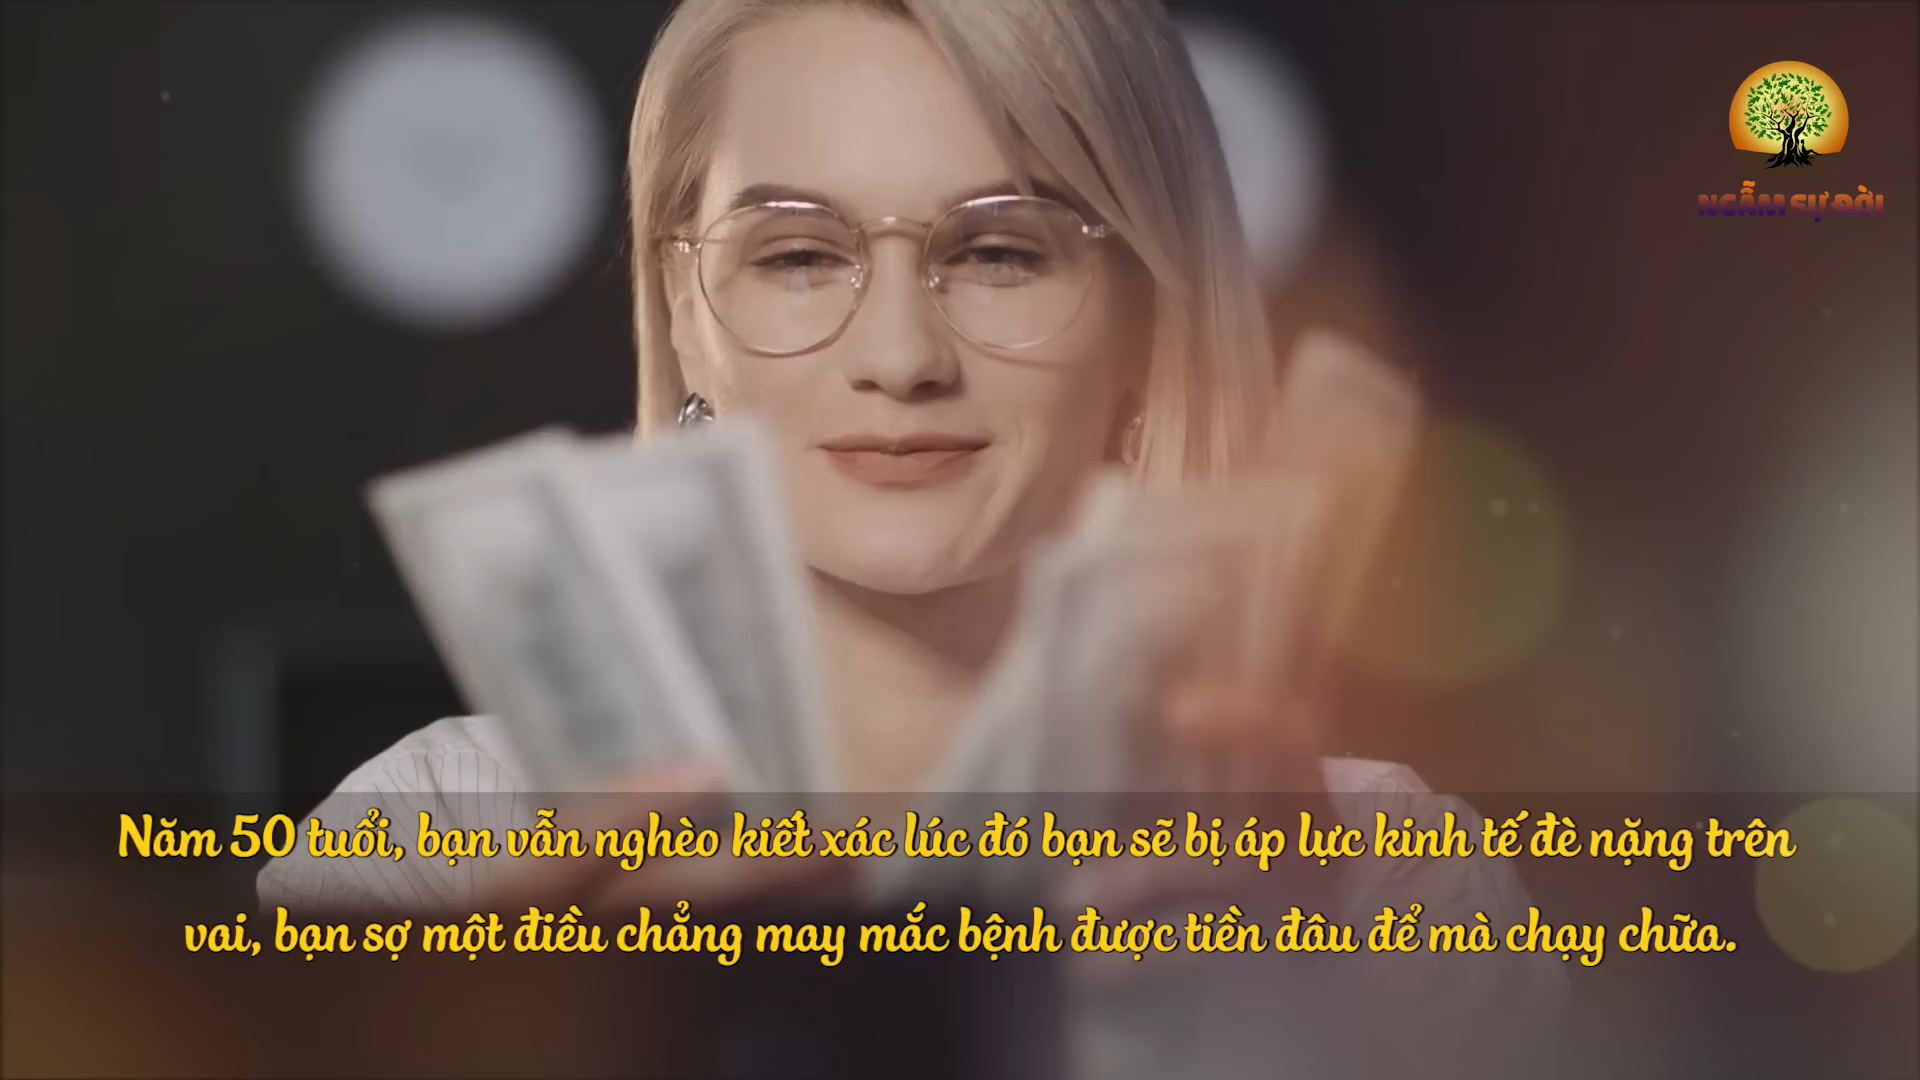 NGẪM SỰ ĐỜI
Năm 50 tuổi, bạn vẫn nghèo kiết xác lúc đó bạn sẽ bị áp lực kinh tế đè nặng trên
vai, bạn sợ một điều chẳng may mắc bệnh được tiền đâu để mà chạy chữa.